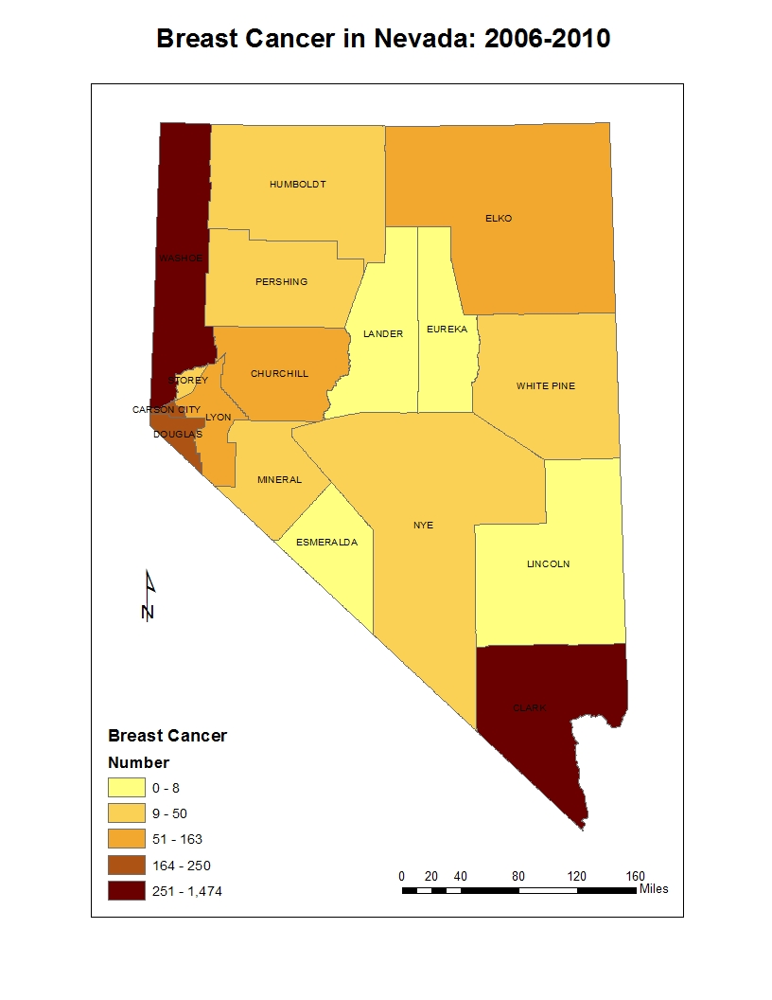 Breast Cancer in Nevada: 2006-2010
HUMBOLDT
ELKO
WASHOE
PERSHING
LANDER
EUREKA
CHURCHILL
STOREY
WHITE PINE
CARSON CITY
LYON
DOUGLAS
MINERAL
NYE
ESMERALDA
LINCOLN
N
CLARK
Breast Cancer
Number
0 - 8
9 - 50
51 - 163
164 - 250
251 - 1,474
0 20 40 80 120 160
Miles